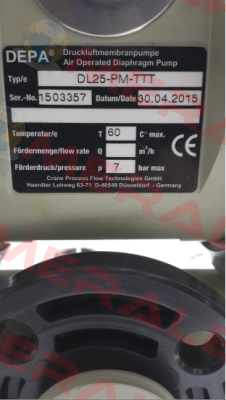 DEPA® Druckluftmembranpumpe
Air Operated Diaphragm Pump
Typ/e DL25-PM-TTT
Ser.-No. 1503357 Datum/Date 30.04.2015
Temperatur/e T 60 C° max.
Fördermenge/flow rate Q m³/h
Förderdruck/pressure p 7 bar max
CE
Crane Process Flow Technologies GmbH
Heerdter Lohweg 63-71 D-40549 Düsseldorf - Germany